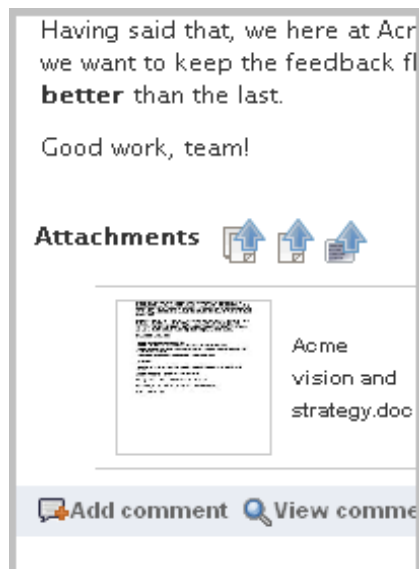 Having said that, we here at Acr
we want to keep the feedback fl
better than the last.
Good work, team!
Attachments
Acme
vision and
strategy.doc
Add comment View comme